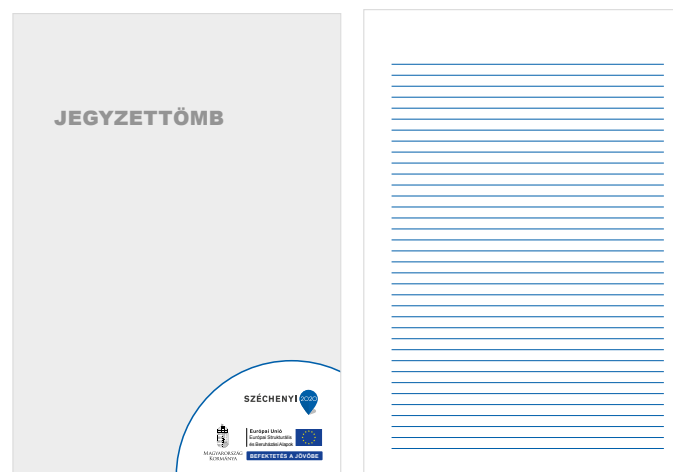 JEGYZETTÖMB
SZÉCHENYI 2020
MAGYARORSZÁG
KORMÁNYA
Európai Unió
Európai Strukturális
és Beruházási Alapok
BEFEKTETÉS A JÖVŐBE